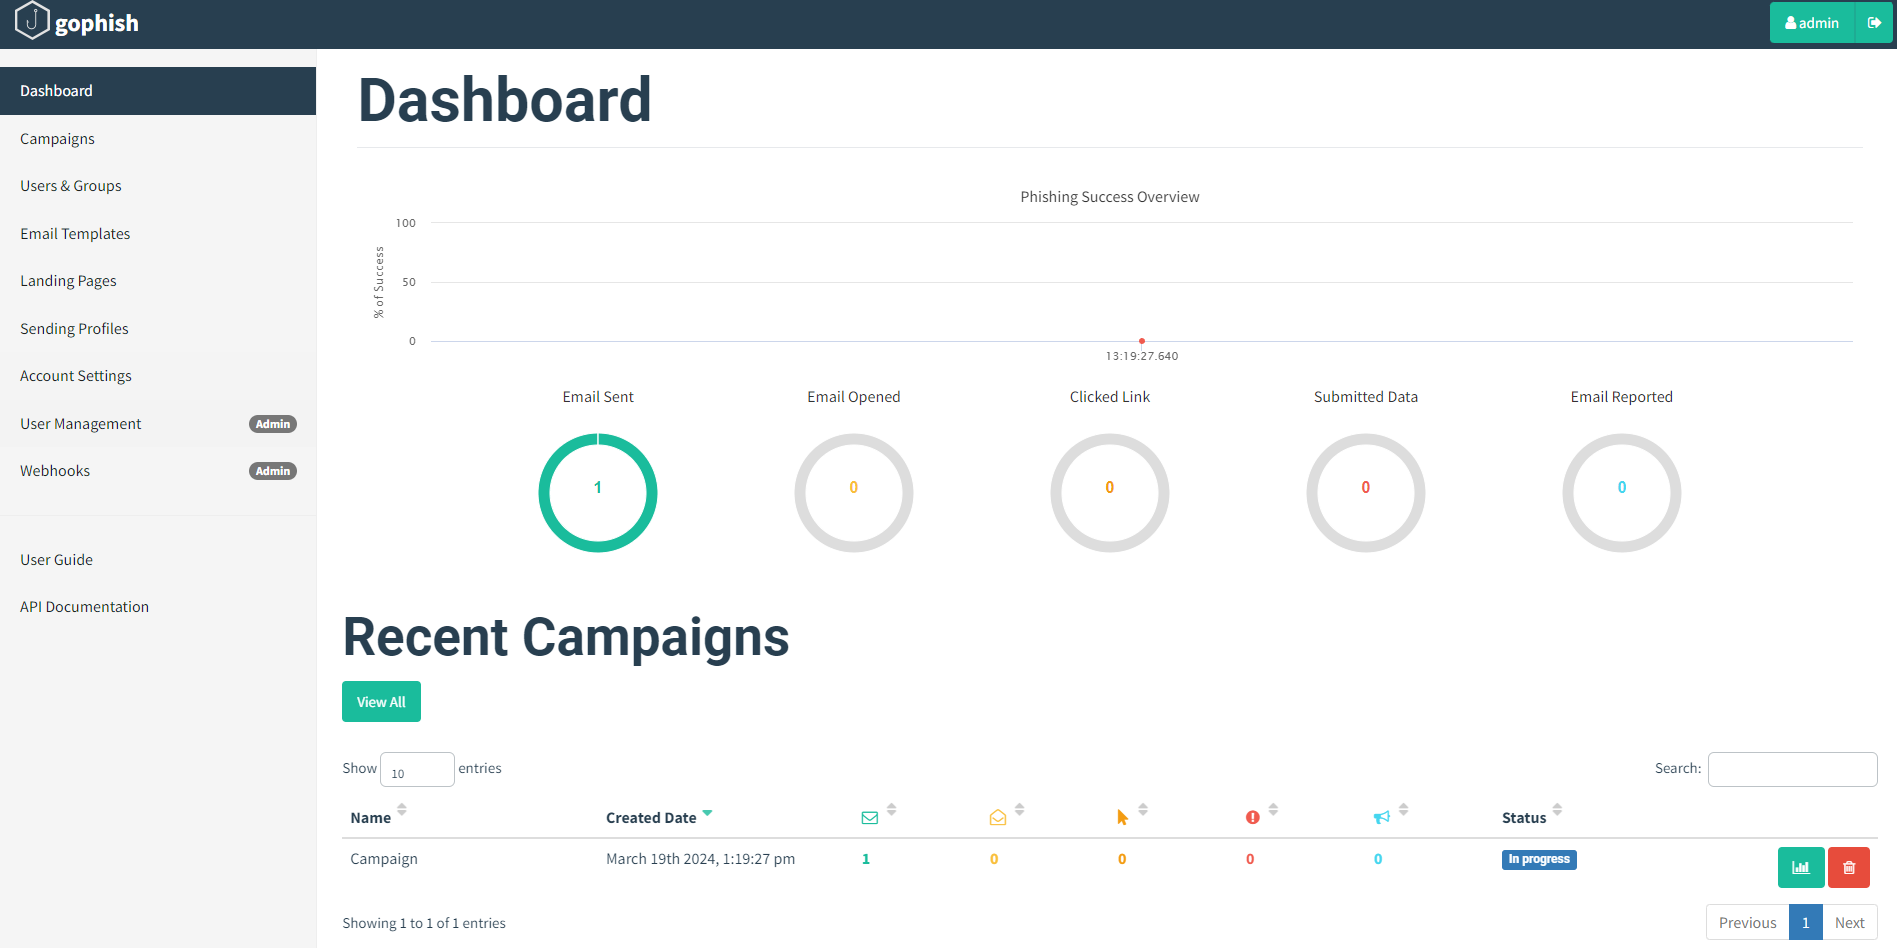 gophish
admin
Dashboard
Campaigns
Users & Groups
Email Templates
Landing Pages
Sending Profiles
Account Settings
User Management Admin
Webhooks Admin
User Guide
API Documentation
Dashboard
Phishing Success Overview
% of Success
100
50
0
13:19:27.640
Email Sent Email Opened Clicked Link Submitted Data Email Reported
1 0 0 0 0
Recent Campaigns
View All
Show 10 entries Search:
Name Created Date Status
Campaign March 19th 2024, 1:19:27 pm 1 0 0 0 0 In progress
Showing 1 to 1 of 1 entries Previous 1 Next